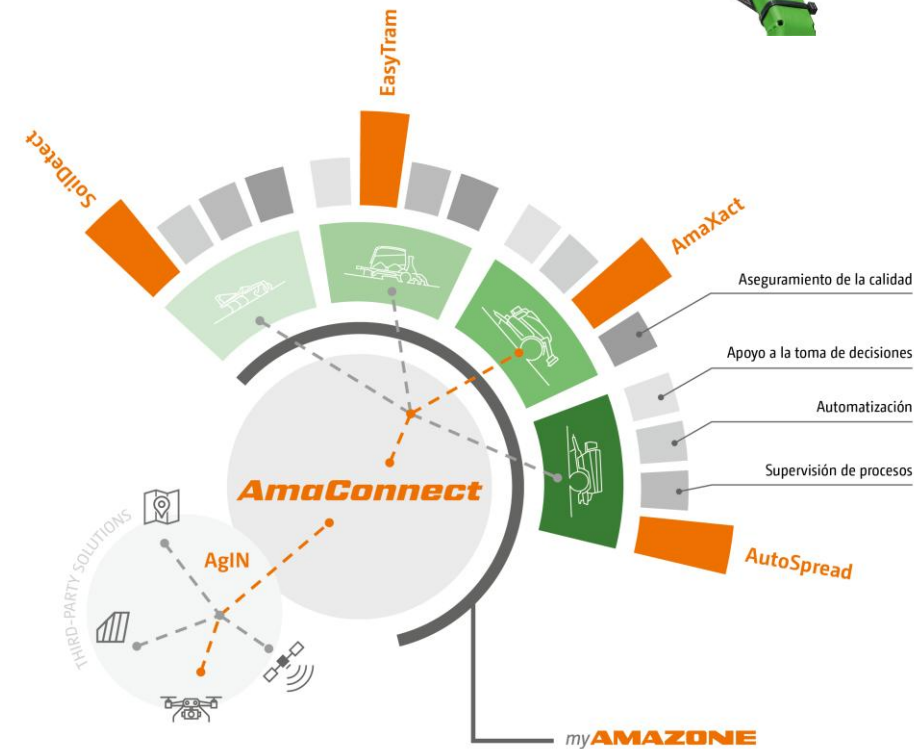 EasyTram
SoilDetect
AmaXact
Aseguramiento de la calidad
Apoyo a la toma de decisiones
Automatización
Supervisión de procesos
AutoSpread
AmaConnect
THIRD-PARTY SOLUTIONS
AgIN
myAMAZONE